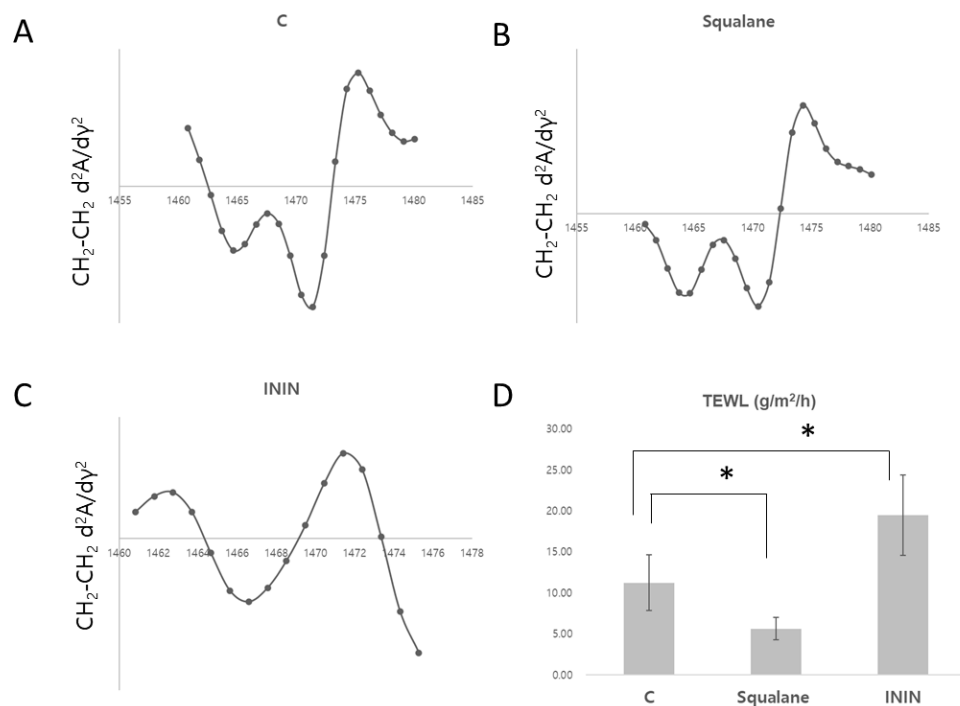 A
C
CH₂-CH₂ d²A/dγ²
1455 1460 1465 1470 1475 1480 1485
B
Squalane
CH₂-CH₂ d²A/dγ²
1455 1460 1465 1470 1475 1480 1485
C
ININ
CH₂-CH₂ d²A/dγ²
1460 1462 1464 1466 1468 1470 1472 1474 1476 1478
D
TEWL (g/m²/h)
30.00
25.00
20.00
15.00
10.00
5.00
0.00
*
*
C Squalane ININ